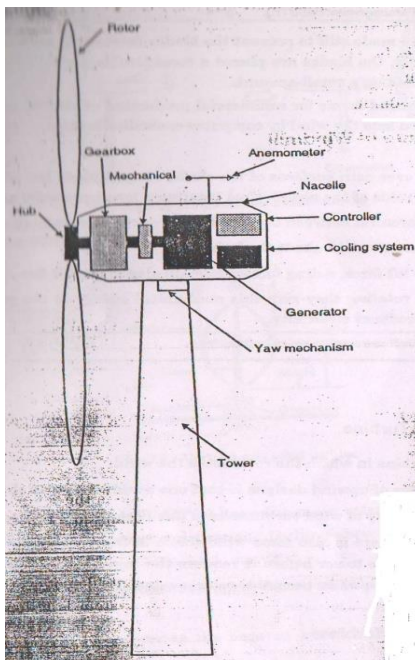 Rotor
Gearbox
Anemometer
Mechanical
Nacelle
Hub
Controller
Cooling system
Generator
Yaw mechanism
Tower